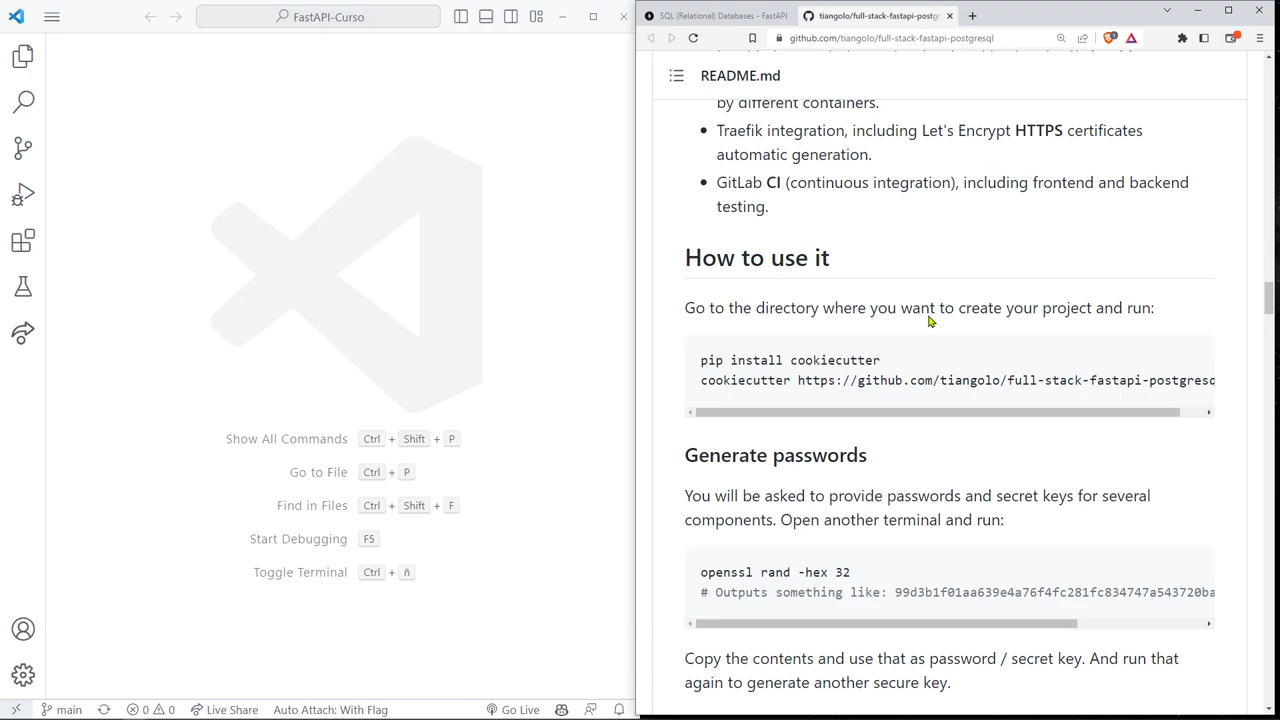 FastAPI-Curso
Show All Commands Ctrl + Shift + P
Go to File Ctrl + P
Find in Files Ctrl + Shift + F
Start Debugging F5
Toggle Terminal Ctrl + ñ
main 0 0 Live Share Auto Attach: With Flag Go Live
SQL (Relational) Databases - FastAPI
tiangolo/full-stack-fastapi-postgr
github.com/tiangolo/full-stack-fastapi-postgresql
README.md
by different containers.
Traefik integration, including Let's Encrypt HTTPS certificates
automatic generation.
GitLab CI (continuous integration), including frontend and backend
testing.
How to use it
Go to the directory where you want to create your project and run:
pip install cookiecutter
cookiecutter https://github.com/tiangolo/full-stack-fastapi-postgresq
Generate passwords
You will be asked to provide passwords and secret keys for several
components. Open another terminal and run:
openssl rand -hex 32
# Outputs something like: 99d3b1f01aa639e4a76f4fc281fc834747a543720ba
Copy the contents and use that as password / secret key. And run that
again to generate another secure key.